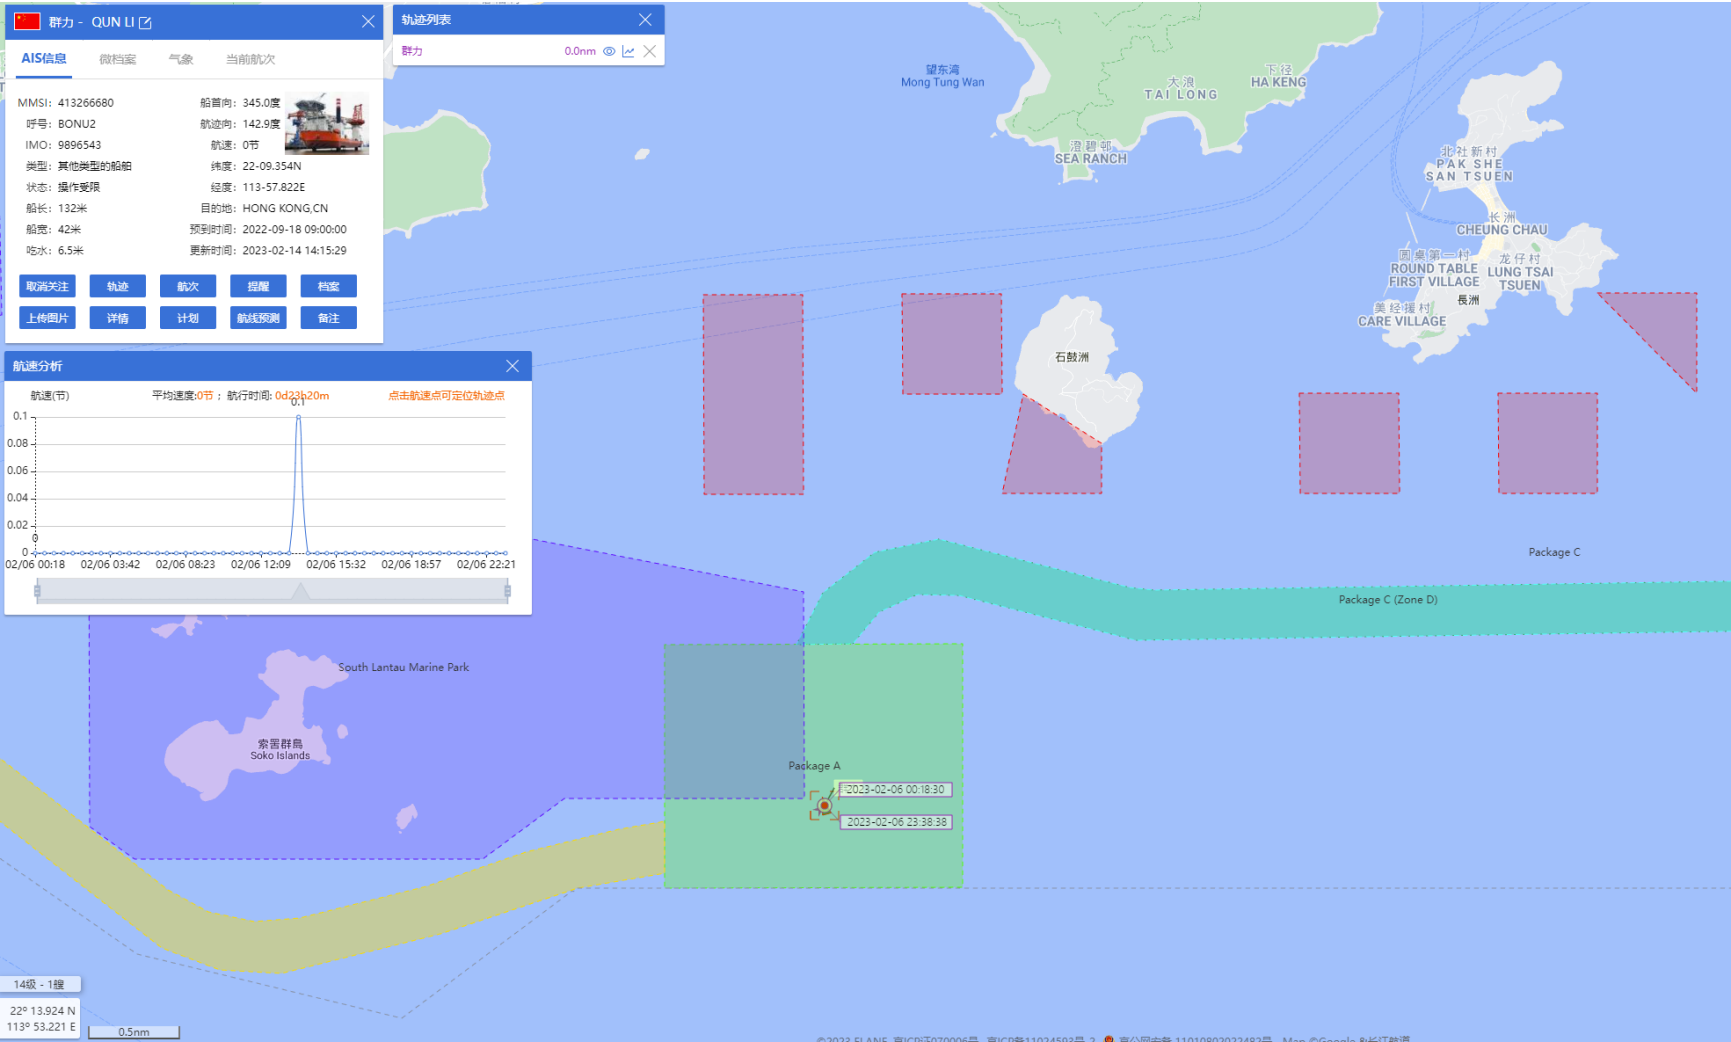 群力 - QUN LI
AIS信息 微档案 气象 当前航次
MMSI: 413266680 船首向: 345.0度
呼号: BONU2 航迹向: 142.9度
IMO: 9896543 航速: 0节
类型: 其他类型的船舶 纬度: 22-09.354N
状态: 操作受限 经度: 113-57.822E
船长: 132米 目的地: HONG KONG,CN
船宽: 42米 预到时间: 2022-09-18 09:00:00
吃水: 6.5米 更新时间: 2023-02-14 14:15:29
取消关注 轨迹 航次 提醒 档案
上传图片 详情 计划 航线预测 备注
轨迹列表
群力 0.0nm
航速分析
航速(节) 平均速度:0节 ; 航行时间: 0d23h20m 点击航速点可定位轨迹点
0.1
0.1
0.08
0.06
0.04
0.02
0
0
02/06 00:18 02/06 03:42 02/06 08:23 02/06 12:09 02/06 15:32 02/06 18:57 02/06 22:21
望东湾
Mong Tung Wan
大浪
TAI LONG
下径
HA KENG
澄碧邨
SEA RANCH
北社新村
PAK SHE
SAN TSUEN
长洲
CHEUNG CHAU
圆桌第一村
ROUND TABLE
FIRST VILLAGE
龙仔村
LUNG TSAI
TSUEN
長洲
美经援村
CARE VILLAGE
石鼓洲
Package C
Package C (Zone D)
South Lantau Marine Park
索罟群島
Soko Islands
Package A
2023-02-06 00:18:30
2023-02-06 23:38:38
14级 - 1艘
22º 13.924 N
113º 53.221 E
0.5nm